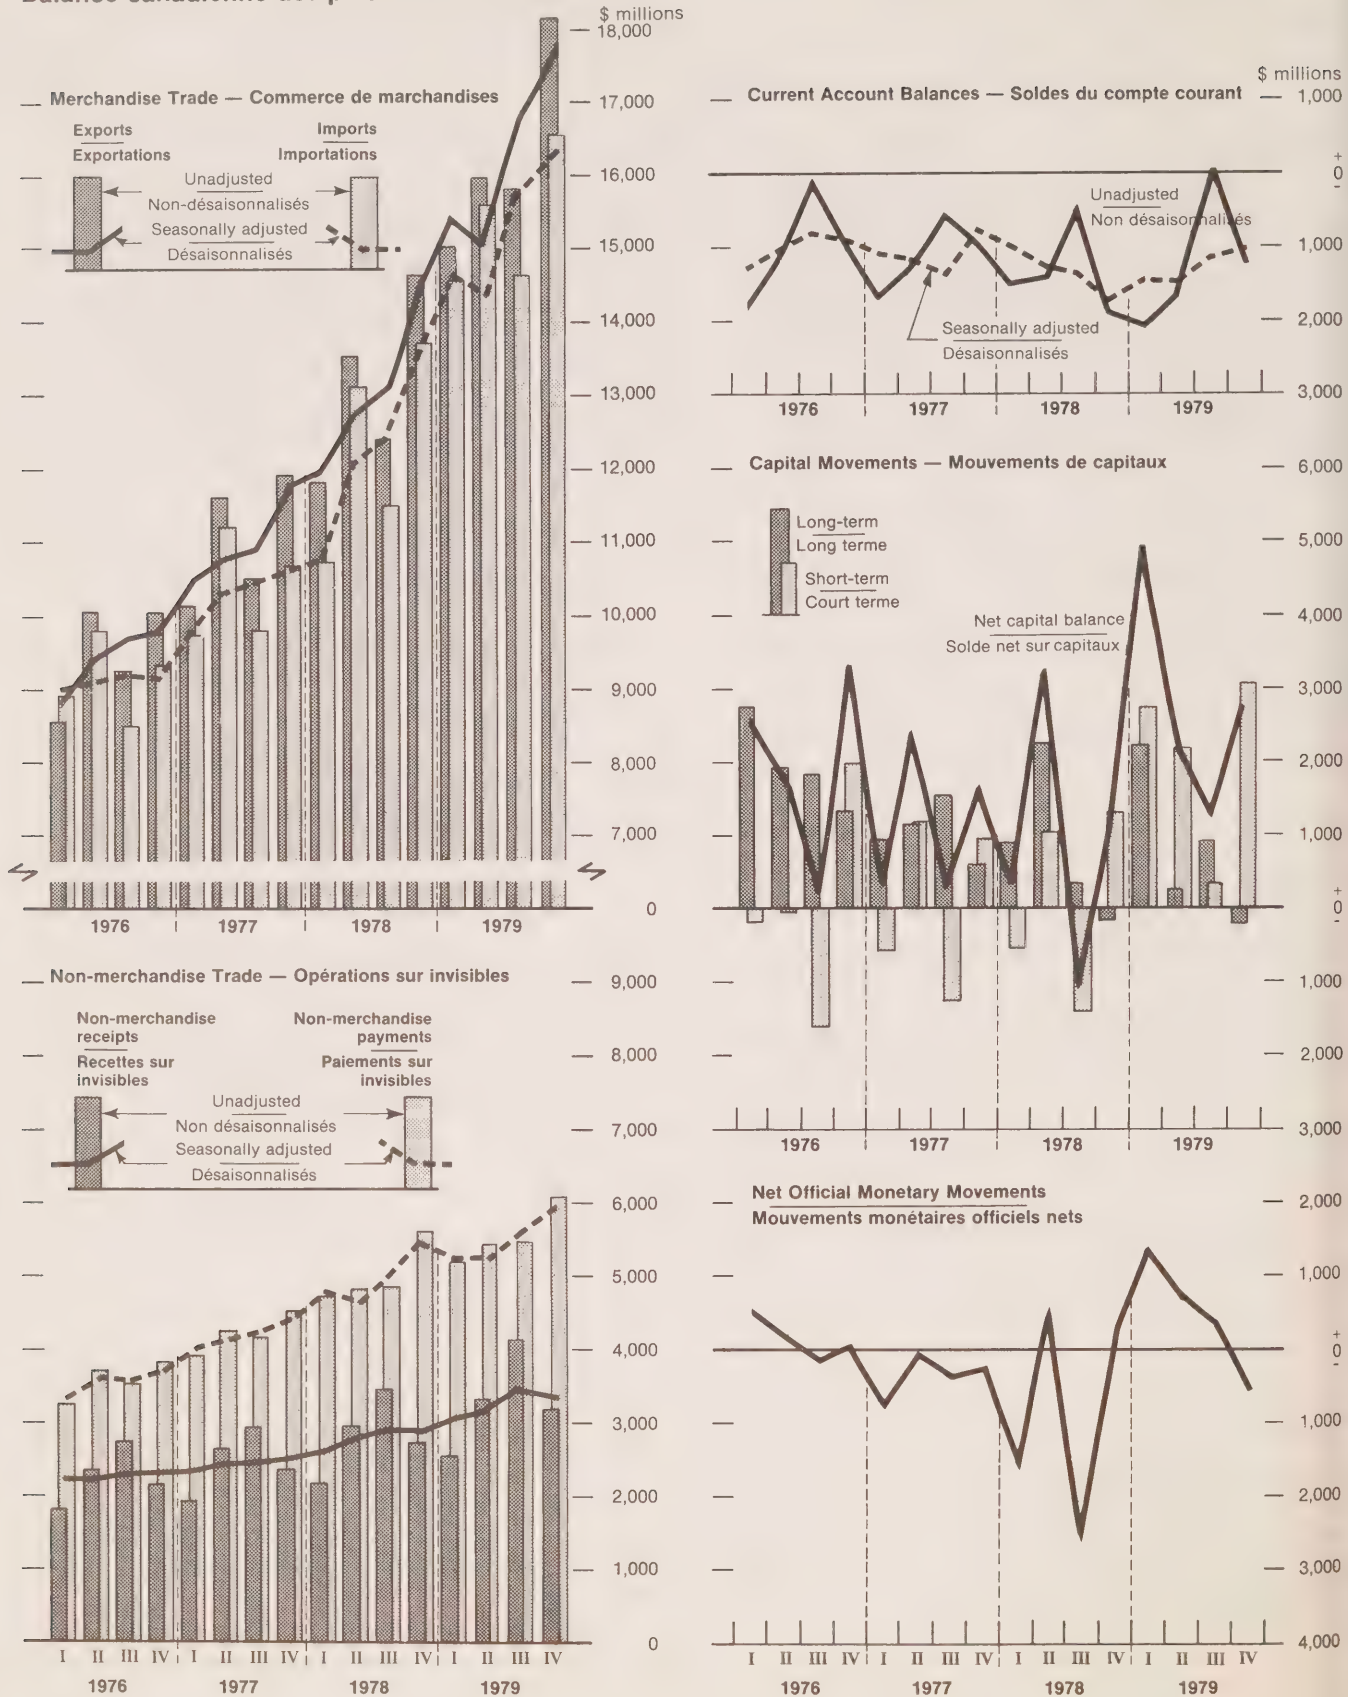 $ millions
18,000
Merchandise Trade — Commerce de marchandises
17,000
Exports
Exportations
Imports
Importations
Unadjusted
Non-désaisonnalisés
Seasonally adjusted
Désaisonnalisés
16,000
15,000
14,000
13,000
12,000
11,000
10,000
9,000
8,000
7,000
0
1976 1977 1978 1979
Non-merchandise Trade — Opérations sur invisibles
9,000
Non-merchandise
receipts
Recettes sur
invisibles
Non-merchandise
payments
Paiements sur
invisibles
8,000
Unadjusted
Non désaisonnalisés
Seasonally adjusted
Désaisonnalisés
7,000
6,000
5,000
4,000
3,000
2,000
1,000
0
I II III IV I II III IV I II III IV I II III IV
1976 1977 1978 1979
$ millions
Current Account Balances — Soldes du compte courant
1,000
+
0
-
Unadjusted
Non désaisonnalisés
1,000
Seasonally adjusted
Désaisonnalisés
2,000
3,000
1976 1977 1978 1979
Capital Movements — Mouvements de capitaux
6,000
Long-term
Long terme
Short-term
Court terme
5,000
Net capital balance
Solde net sur capitaux
4,000
3,000
2,000
1,000
+
0
-
1,000
2,000
3,000
1976 1977 1978 1979
Net Official Monetary Movements
Mouvements monétaires officiels nets
2,000
1,000
+
0
-
1,000
2,000
3,000
4,000
I II III IV I II III IV I II III IV I II III IV
1976 1977 1978 1979